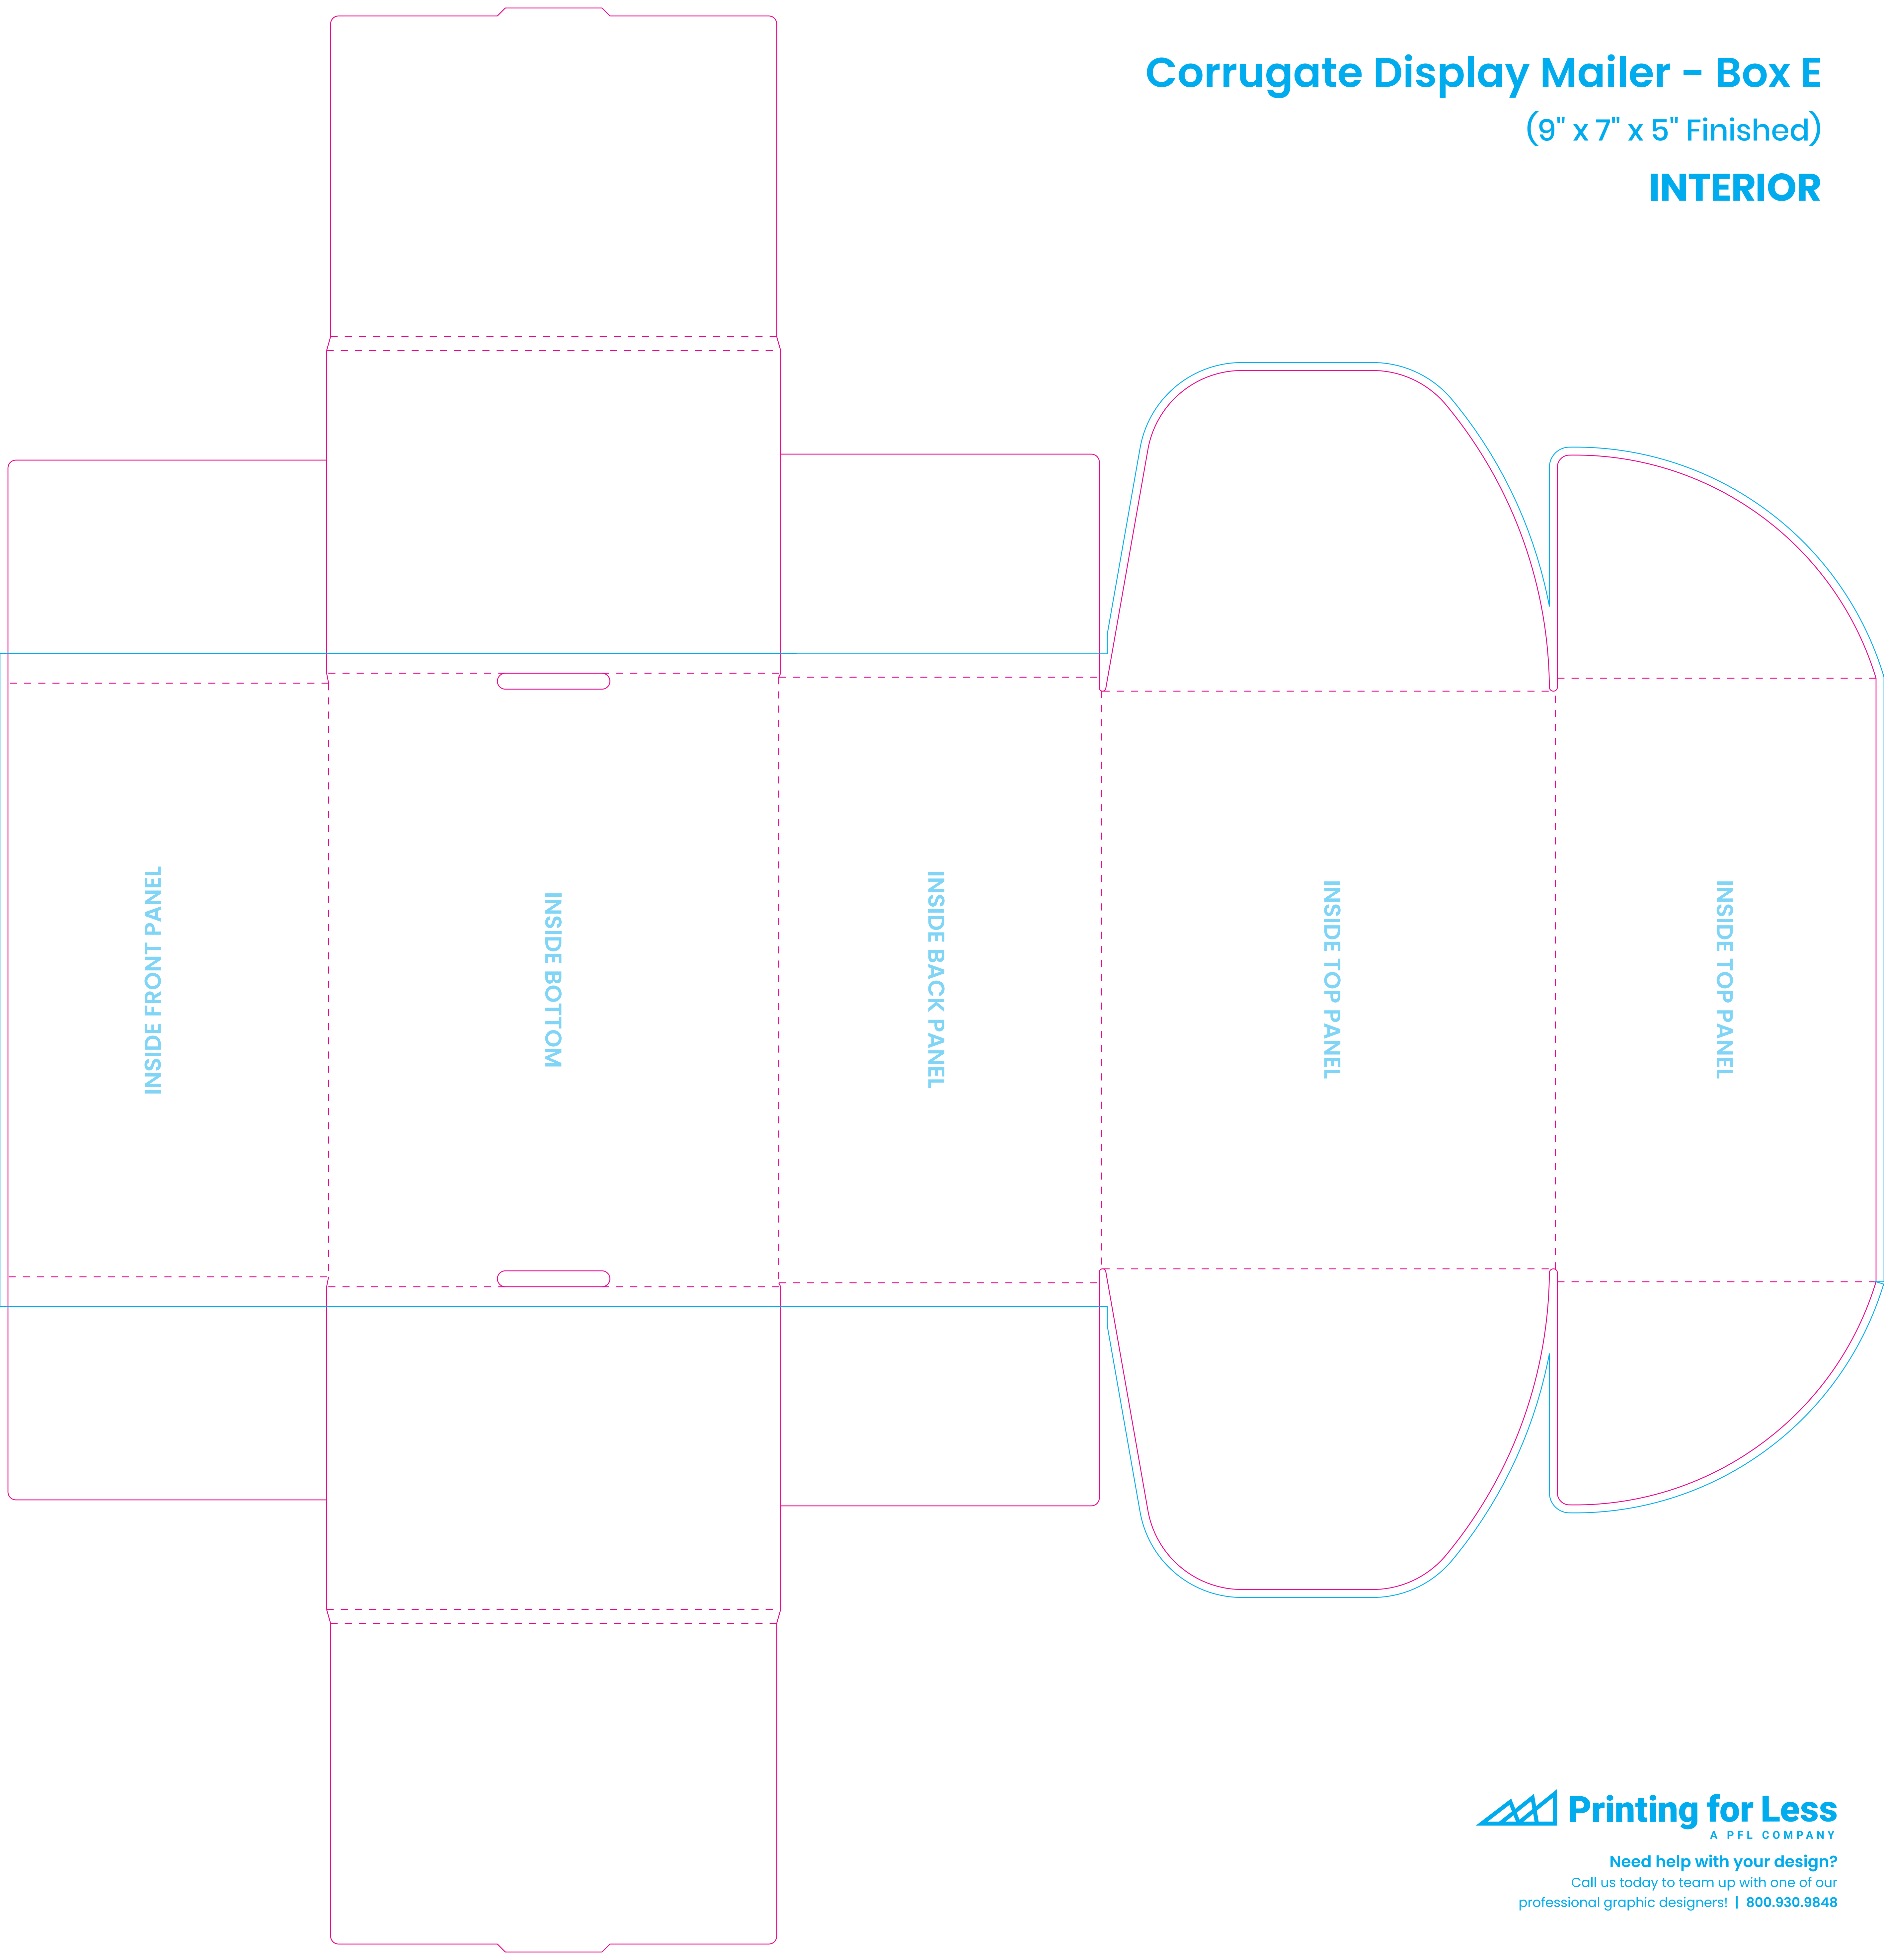 Corrugate Display Mailer - Box E
(9" x 7" x 5" Finished)
INTERIOR
INSIDE FRONT PANEL
INSIDE BOTTOM
INSIDE BACK PANEL
INSIDE TOP PANEL
INSIDE TOP PANEL
Printing for Less
A PFL COMPANY
Need help with your design?
Call us today to team up with one of our
professional graphic designers! | 800.930.9848